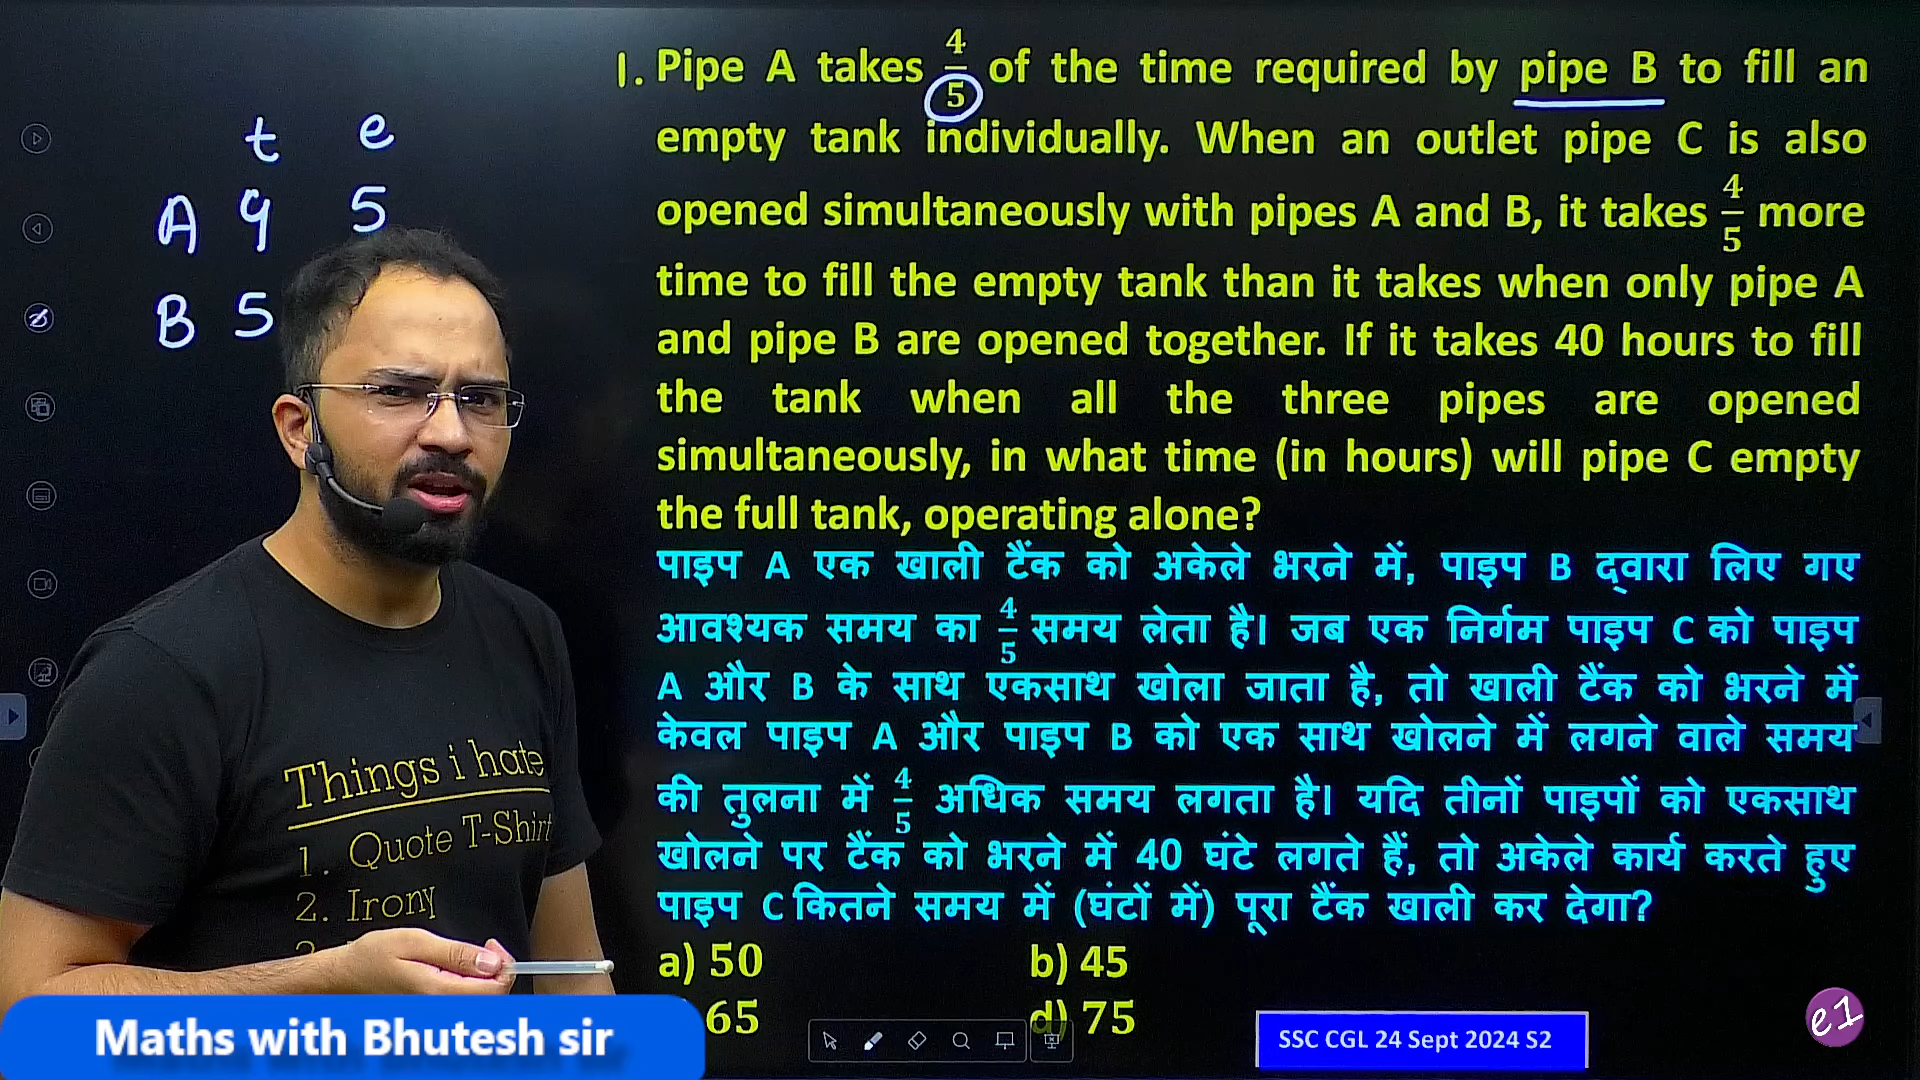 1. Pipe A takes 4/5 of the time required by pipe B to fill an
empty tank individually. When an outlet pipe C is also
opened simultaneously with pipes A and B, it takes 4/5 more
time to fill the empty tank than it takes when only pipe A
and pipe B are opened together. If it takes 40 hours to fill
the tank when all the three pipes are opened
simultaneously, in what time (in hours) will pipe C empty
the full tank, operating alone?
पाइप A एक खाली टैंक को अकेले भरने में, पाइप B द्वारा लिए गए
आवश्यक समय का 4/5 समय लेता है। जब एक निर्गम पाइप C को पाइप
A और B के साथ एकसाथ खोला जाता है, तो खाली टैंक को भरने में
केवल पाइप A और पाइप B को एक साथ खोलने में लगने वाले समय
की तुलना में 4/5 अधिक समय लगता है। यदि तीनों पाइपों को एकसाथ
खोलने पर टैंक को भरने में 40 घंटे लगते हैं, तो अकेले कार्य करते हुए
पाइप C कितने समय में (घंटों में) पूरा टैंक खाली कर देगा?
a) 50 b) 45
65 d) 75
t e
A 4 5
B 5
Things i hate
1. Quote T-Shirt
2. Irony
Maths with Bhutesh sir
SSC CGL 24 Sept 2024 S2
e1